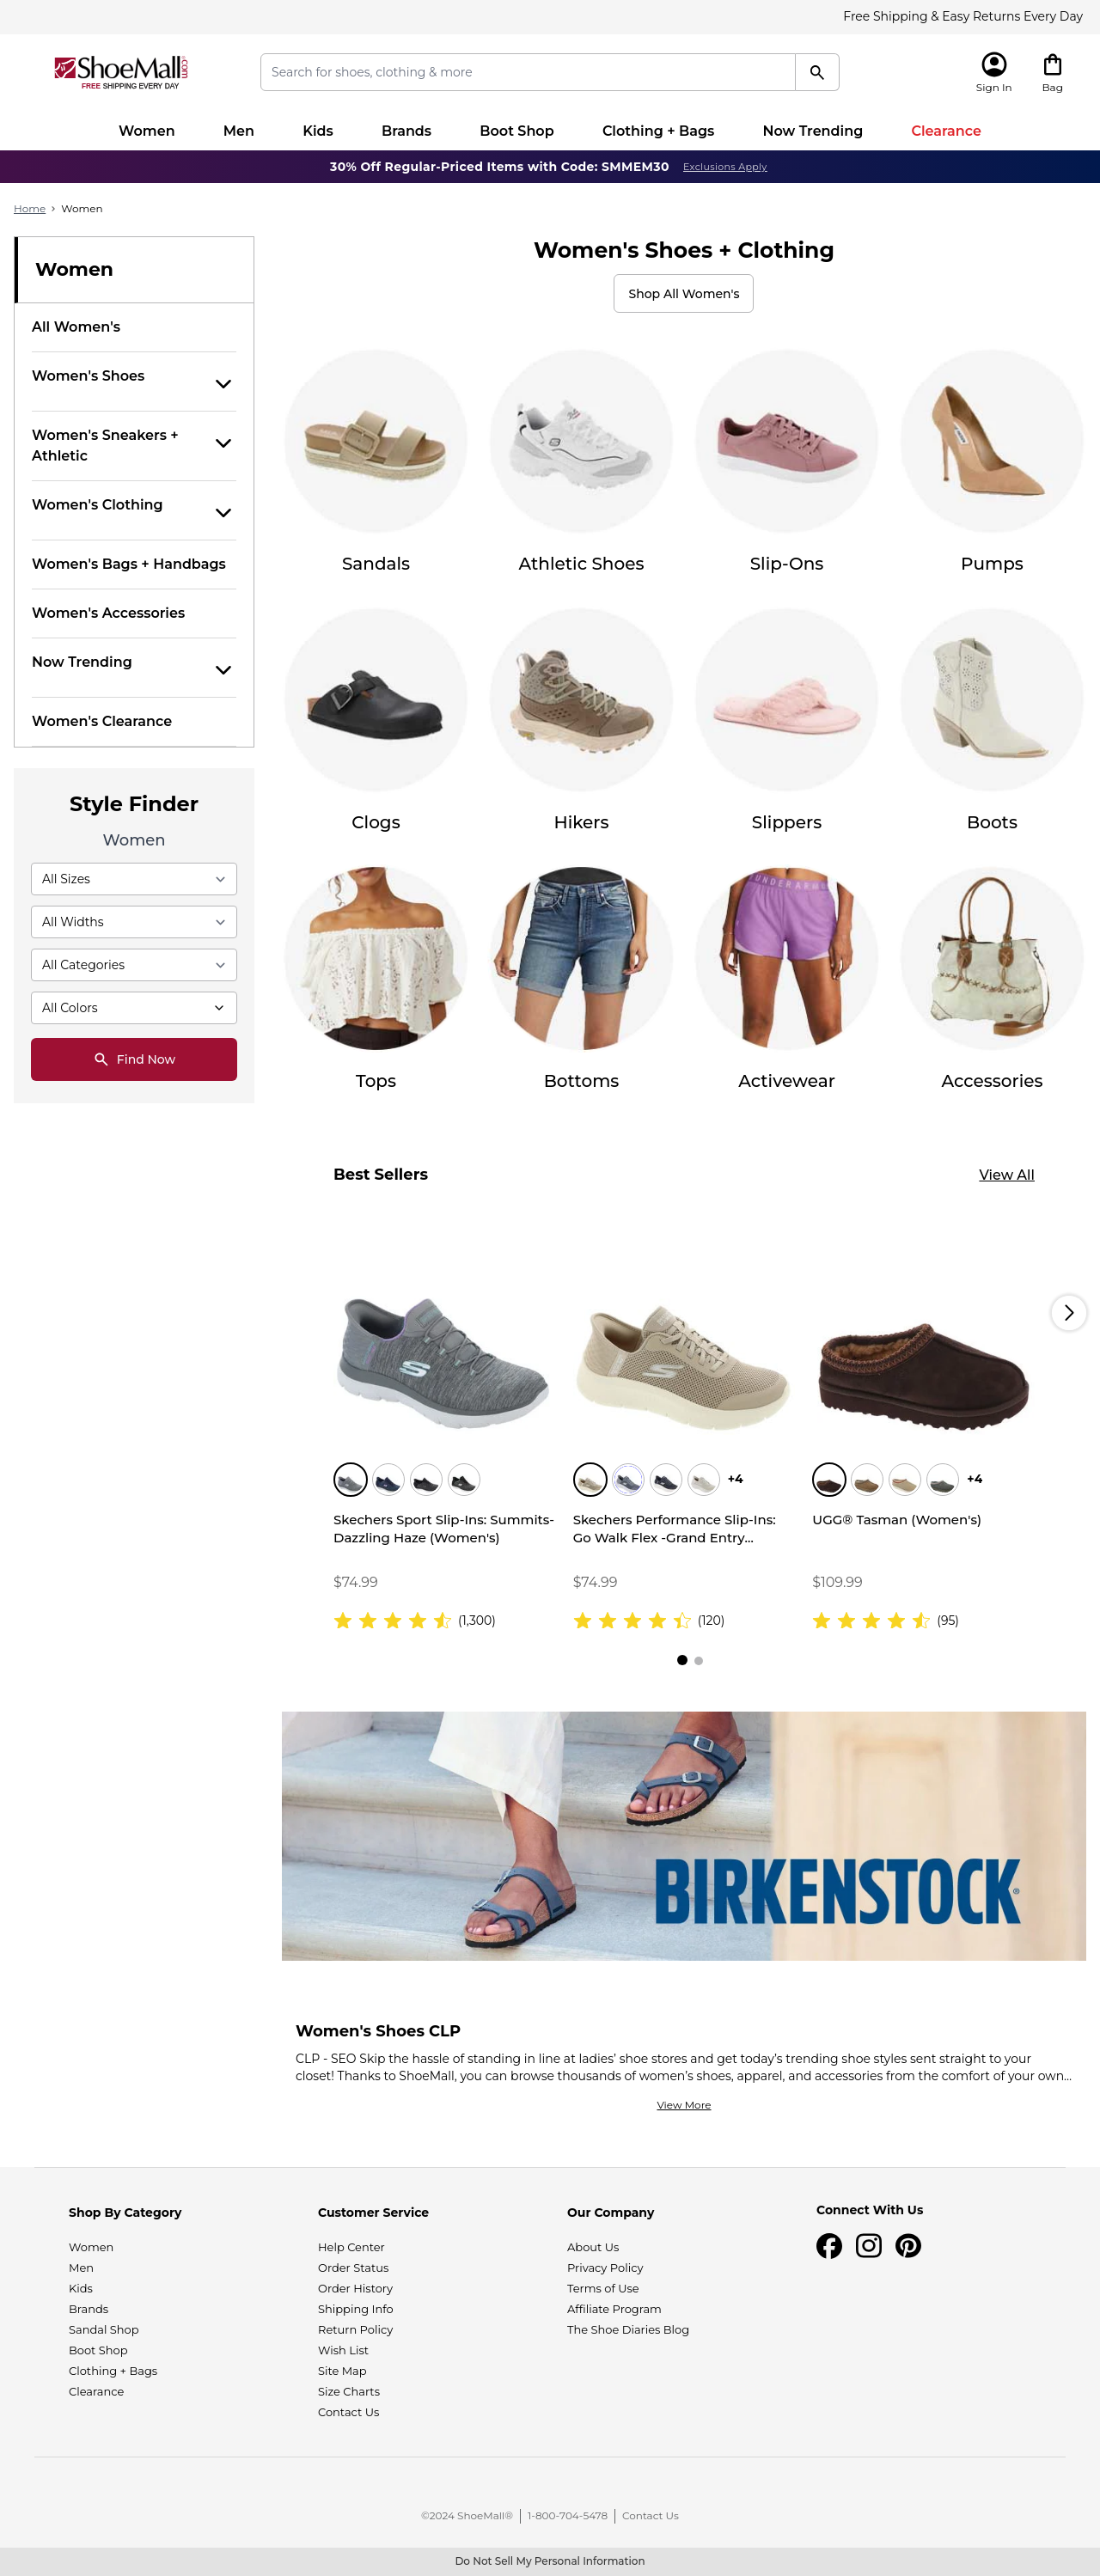 Free Shipping & Easy Returns Every Day
ShoeMall.com
FREE SHIPPING EVERY DAY
Search for shoes, clothing & more
Sign In
Bag
Women Men Kids Brands Boot Shop Clothing + Bags Now Trending Clearance
30% Off Regular-Priced Items with Code: SMMEM30 Exclusions Apply
Home › Women
Women
All Women's
Women's Shoes
Women's Sneakers +
Athletic
Women's Clothing
Women's Bags + Handbags
Women's Accessories
Now Trending
Women's Clearance
Style Finder
Women
All Sizes
All Widths
All Categories
All Colors
Find Now
Women's Shoes + Clothing
Shop All Women's
Sandals Athletic Shoes Slip-Ons Pumps
Clogs Hikers Slippers Boots
UNDER ARM
Tops Bottoms Activewear Accessories
Best Sellers View All
+4
+4
Skechers Sport Slip-Ins: Summits-
Dazzling Haze (Women's)
$74.99
(1,300)
Skechers Performance Slip-Ins:
Go Walk Flex -Grand Entry...
$74.99
(120)
UGG® Tasman (Women's)
$109.99
(95)
BIRKENSTOCK®
Women's Shoes CLP
CLP - SEO Skip the hassle of standing in line at ladies’ shoe stores and get today’s trending shoe styles sent straight to your
closet! Thanks to ShoeMall, you can browse thousands of women’s shoes, apparel, and accessories from the comfort of your own...
View More
Shop By Category
Women
Men
Kids
Brands
Sandal Shop
Boot Shop
Clothing + Bags
Clearance
Customer Service
Help Center
Order Status
Order History
Shipping Info
Return Policy
Wish List
Site Map
Size Charts
Contact Us
Our Company
About Us
Privacy Policy
Terms of Use
Affiliate Program
The Shoe Diaries Blog
Connect With Us
©2024 ShoeMall® | 1-800-704-5478 | Contact Us
Do Not Sell My Personal Information